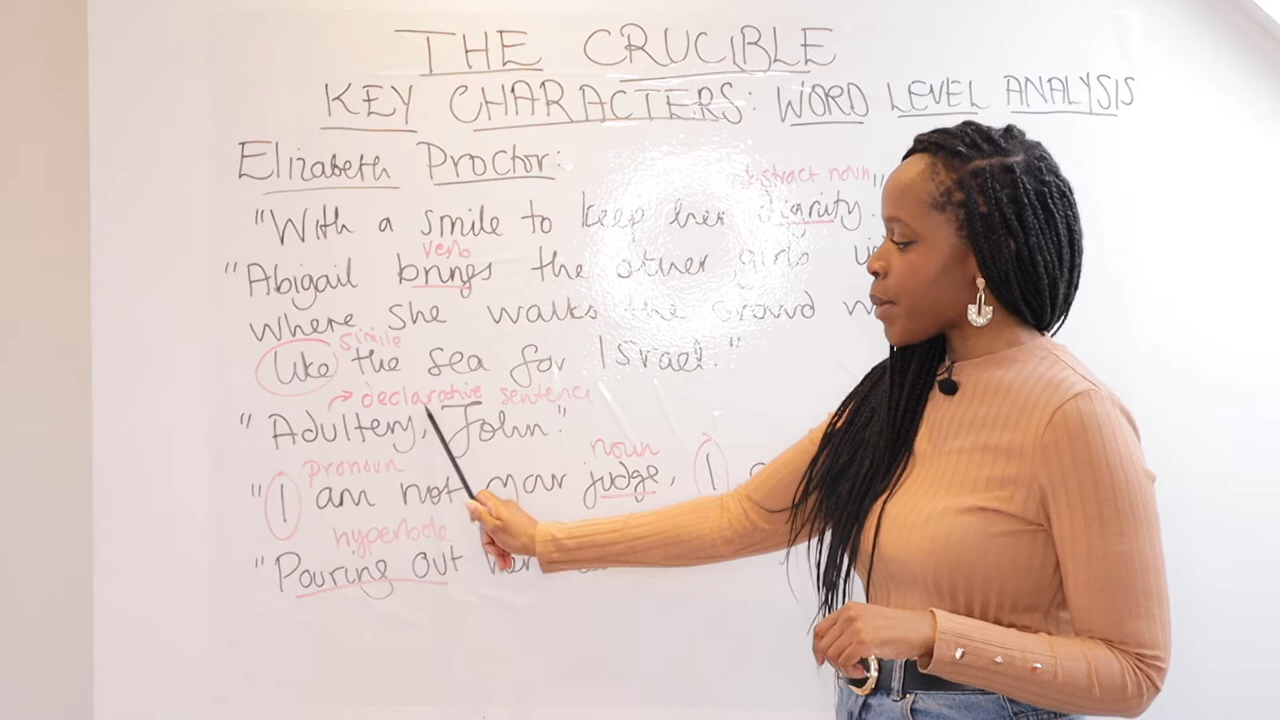 THE CRUCIBLE
KEY CHARACTERS: WORD LEVEL ANALYSIS
Elizabeth Proctor:
abstract noun
"With a smile to keep her dignity."
verb
"Abigail brings the other girls
where she walks the crowd
simile
like the sea for Israel."
→ declarative sentence
"Adultery, John."
pronoun noun
"I am not your judge, I
hyperbole
"Pouring out her